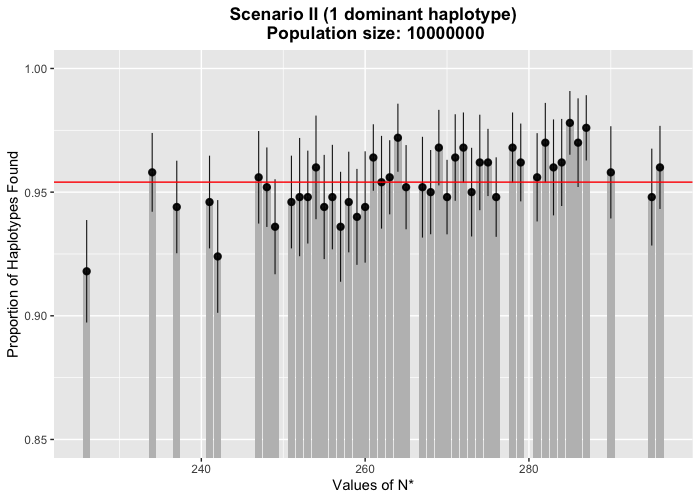 Scenario II (1 dominant haplotype)
Population size: 10000000
Proportion of Haplotypes Found
1.00
0.95
0.90
0.85
240
260
280
Values of N*